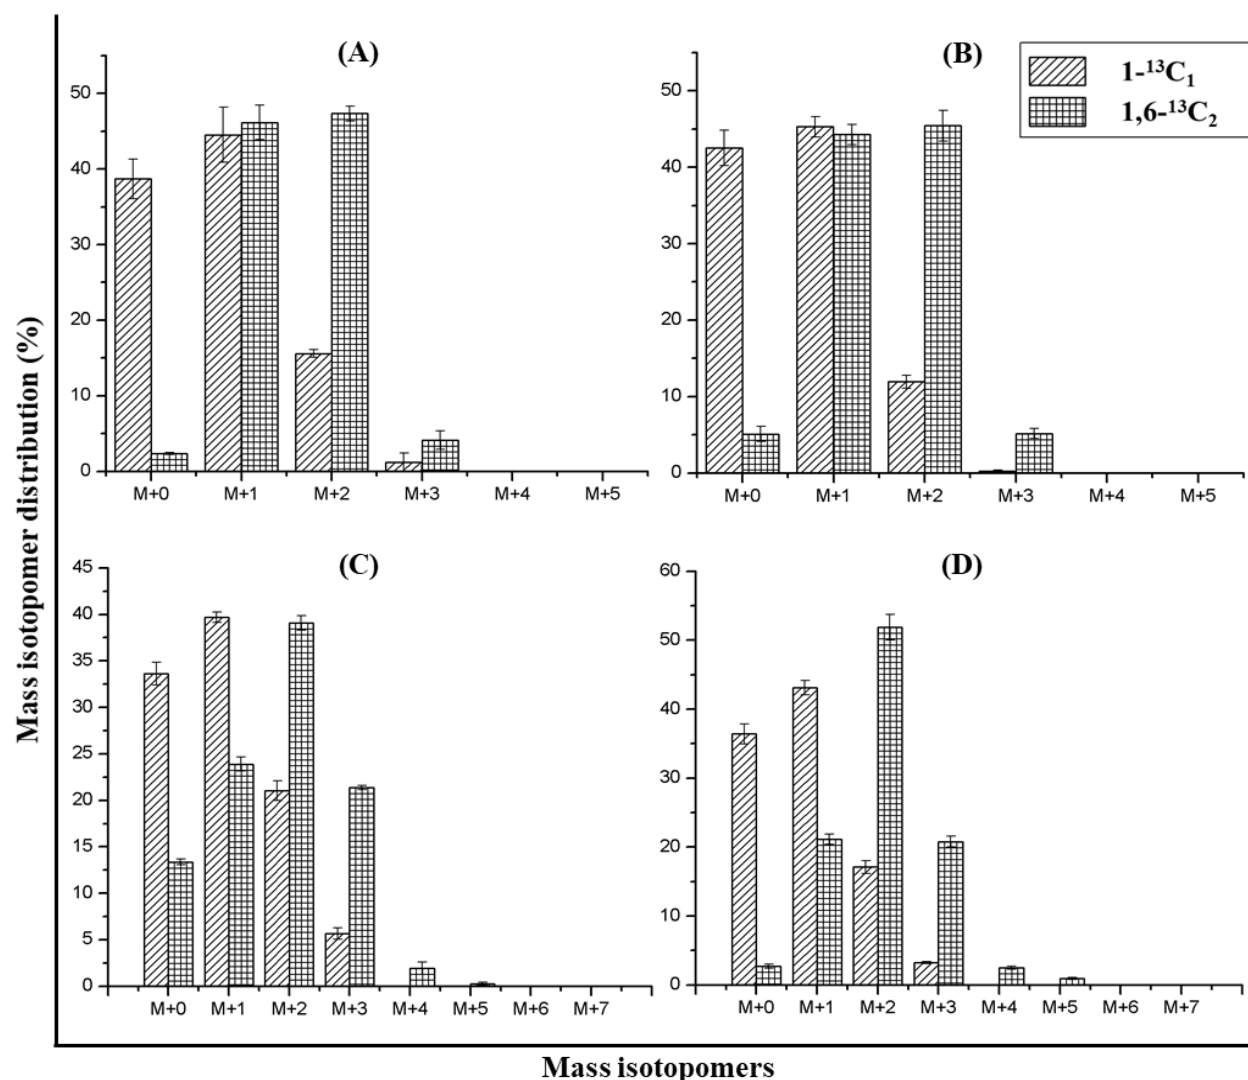 (A)
50
40
30
20
10
0
M+0 M+1 M+2 M+3 M+4 M+5
(B)
50
40
30
20
10
0
M+0 M+1 M+2 M+3 M+4 M+5
1-¹³C₁
1,6-¹³C₂
(C)
45
40
35
30
25
20
15
10
5
0
M+0 M+1 M+2 M+3 M+4 M+5 M+6 M+7
(D)
60
50
40
30
20
10
0
M+0 M+1 M+2 M+3 M+4 M+5 M+6 M+7
Mass isotopomer distribution (%)
Mass isotopomers